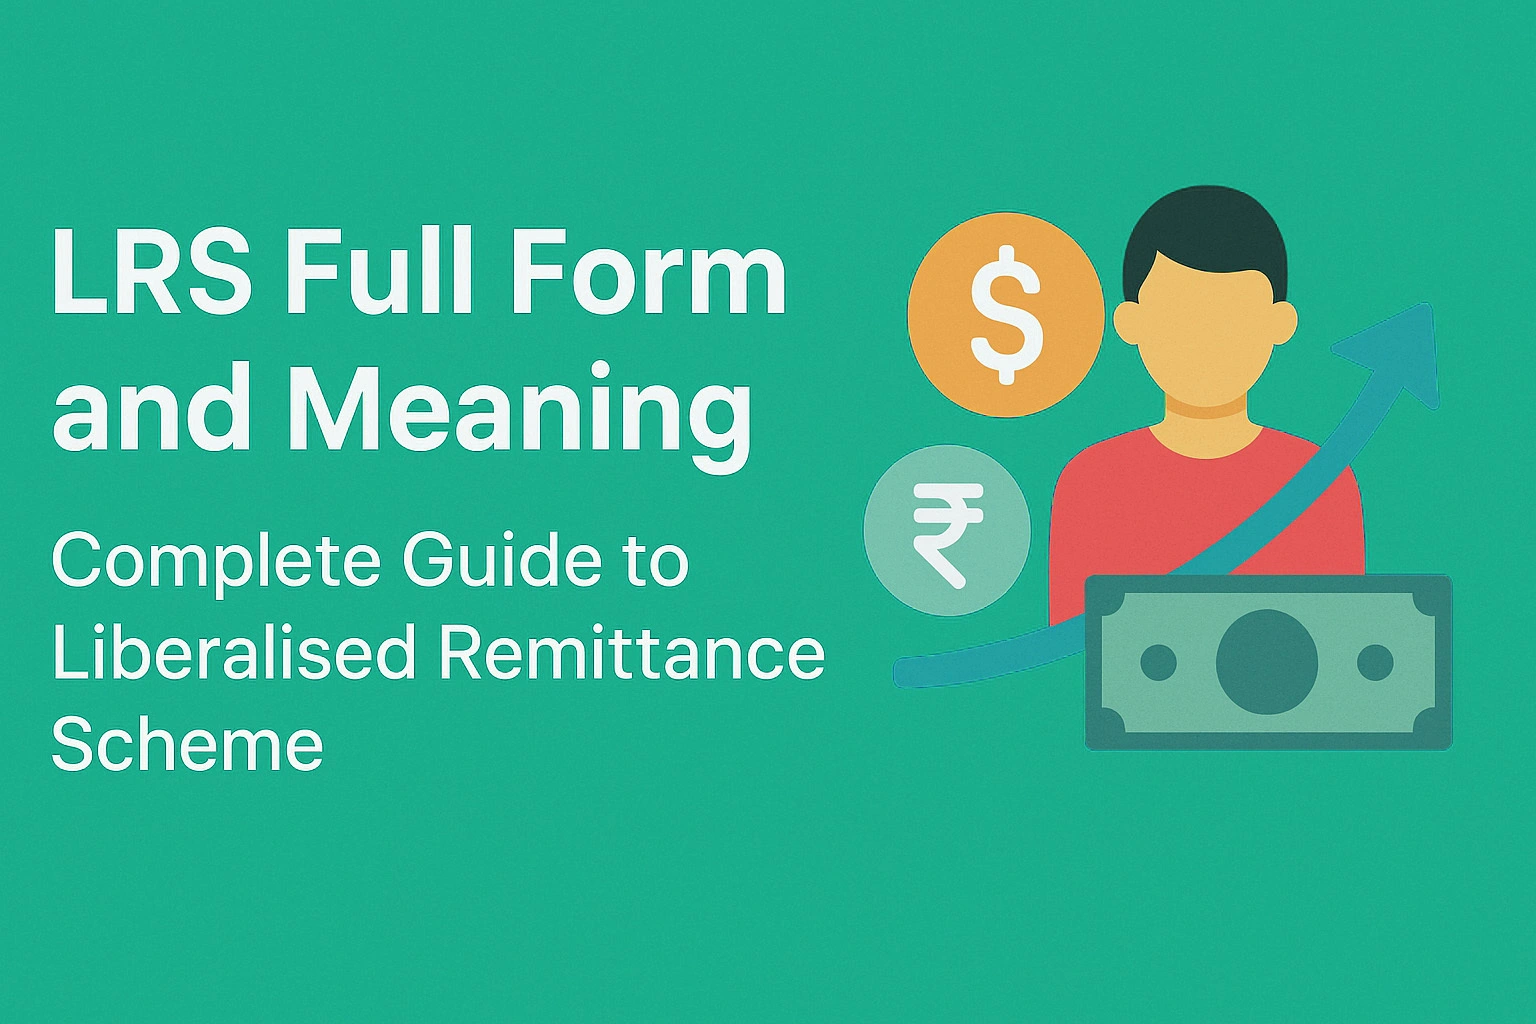 LRS Full Form
and Meaning
Complete Guide to
Liberalised Remittance
Scheme
$
₹